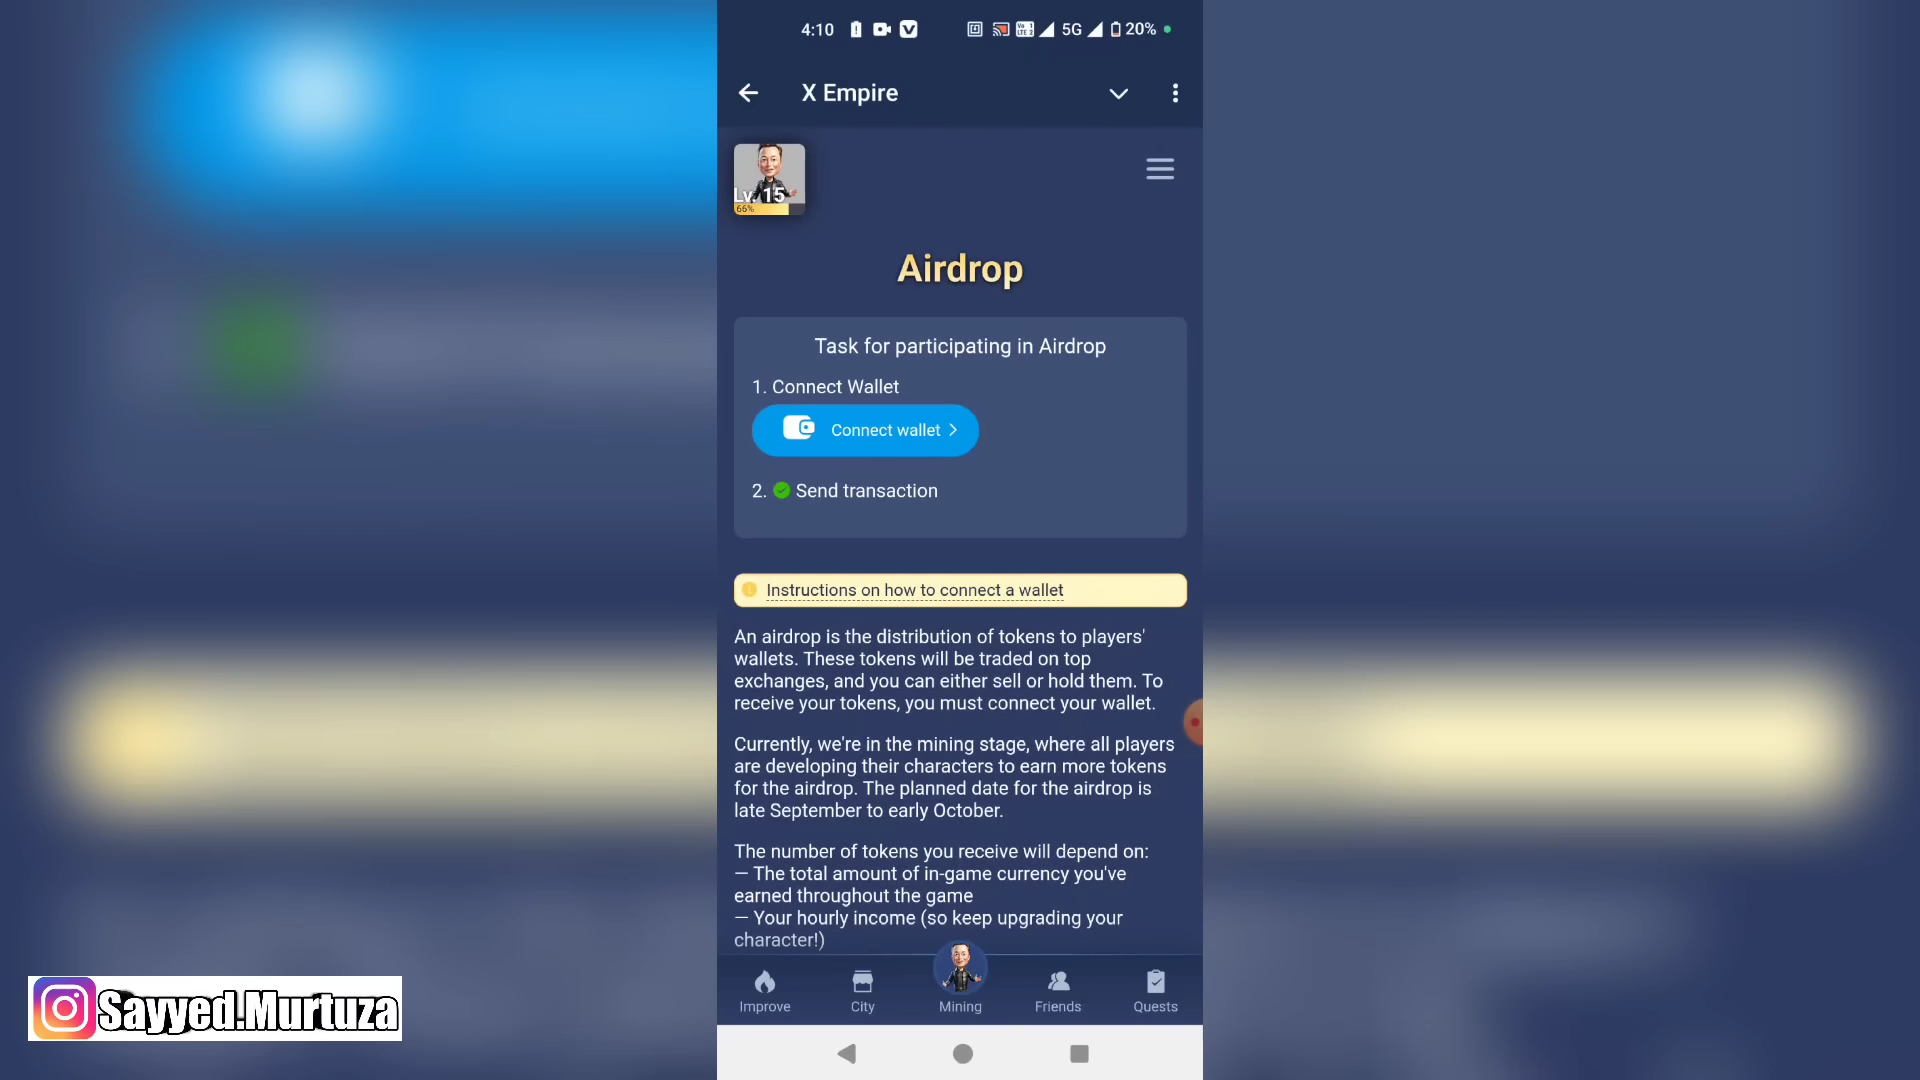 4:10
5G
20%
X Empire
Lv. 15
66%
Airdrop
Task for participating in Airdrop
1. Connect Wallet
Connect wallet
2. Send transaction
Instructions on how to connect a wallet
An airdrop is the distribution of tokens to players'
wallets. These tokens will be traded on top
exchanges, and you can either sell or hold them. To
receive your tokens, you must connect your wallet.
Currently, we're in the mining stage, where all players
are developing their characters to earn more tokens
for the airdrop. The planned date for the airdrop is
late September to early October.
The number of tokens you receive will depend on:
— The total amount of in-game currency you've
earned throughout the game
— Your hourly income (so keep upgrading your
character!)
Improve
City
Mining
Friends
Quests
Sayyed.Murtuza